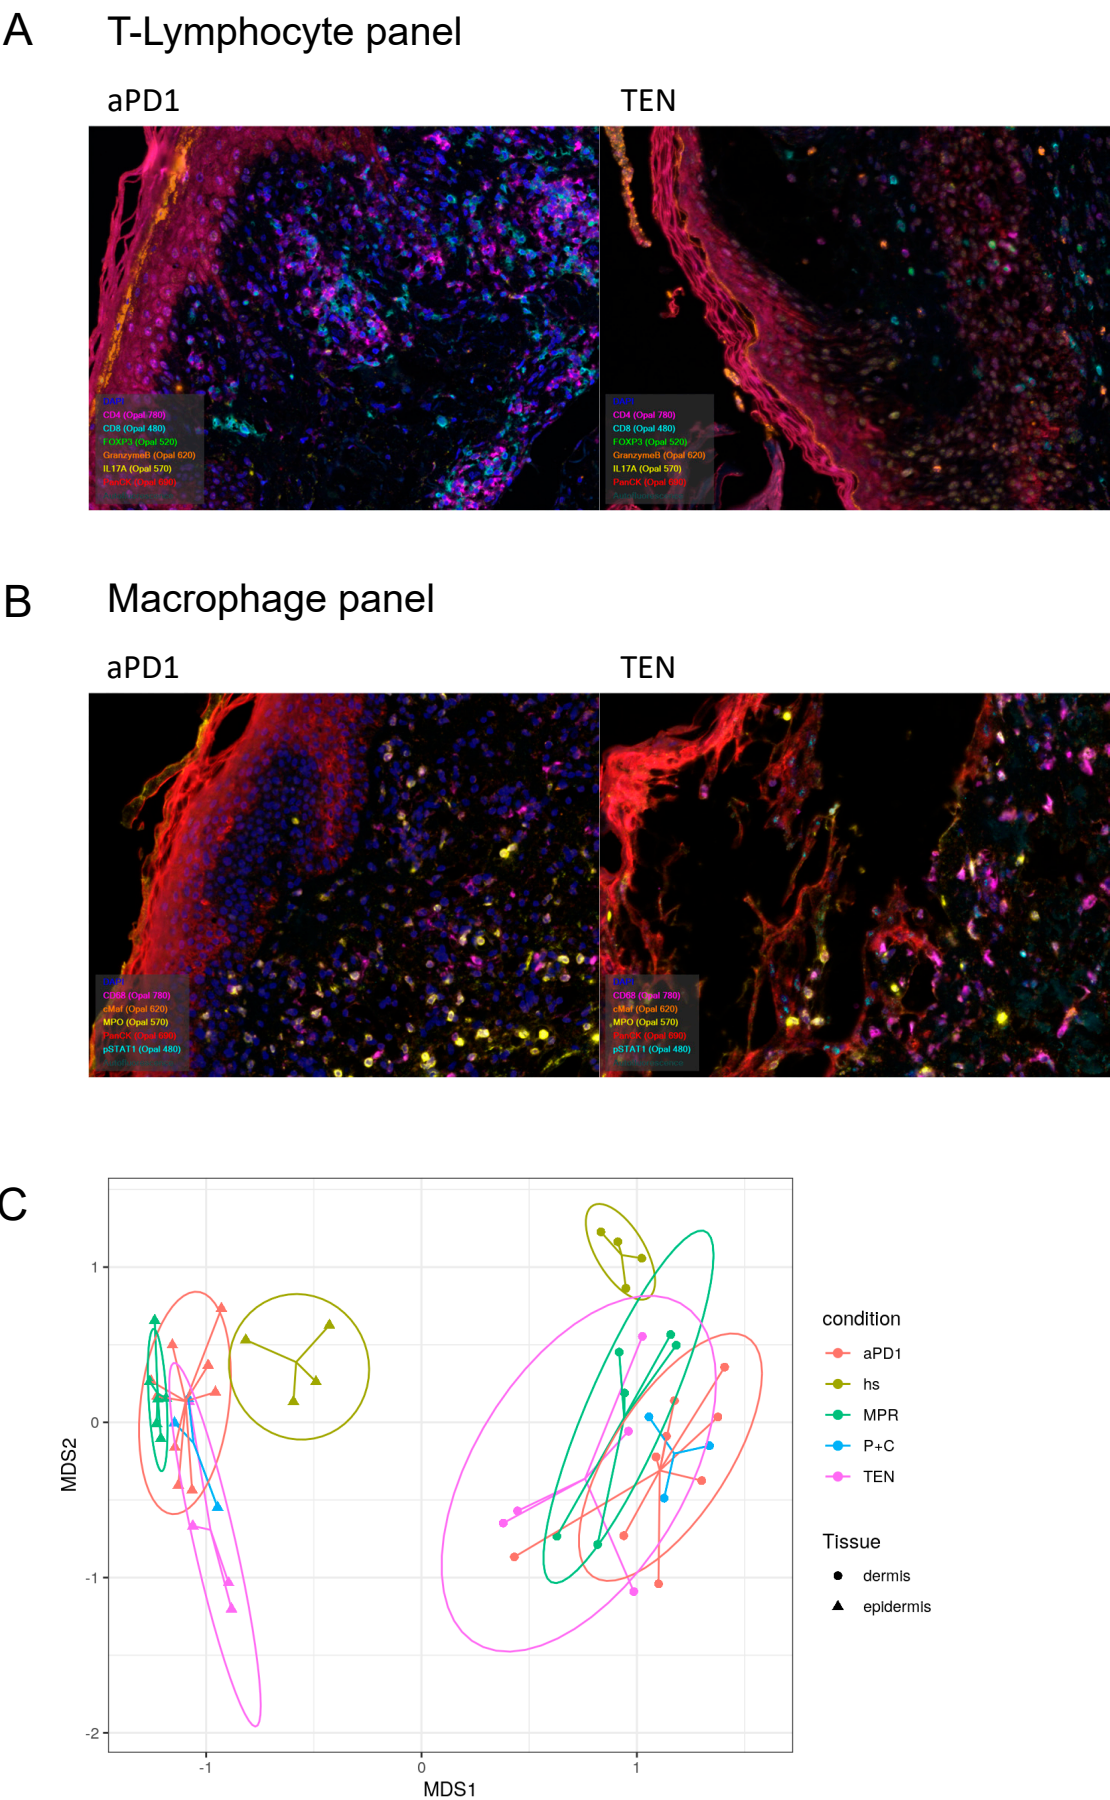 A T-Lymphocyte panel
aPD1 TEN
DAPI
CD4 (Opal 780)
CD8 (Opal 480)
FOXP3 (Opal 520)
GranzymeB (Opal 620)
IL17A (Opal 570)
PanCK (Opal 690)
DAPI
CD4 (Opal 780)
CD8 (Opal 480)
FOXP3 (Opal 520)
GranzymeB (Opal 620)
IL17A (Opal 570)
PanCK (Opal 690)
B Macrophage panel
aPD1 TEN
DAPI
CD68 (Opal 780)
cMaf (Opal 620)
MPO (Opal 570)
PanCK (Opal 690)
pSTAT1 (Opal 480)
DAPI
CD68 (Opal 780)
cMaf (Opal 620)
MPO (Opal 570)
PanCK (Opal 690)
pSTAT1 (Opal 480)
C
1
0
-1
-2
MDS2
-1 0 1
MDS1
condition
aPD1
hs
MPR
P+C
TEN
Tissue
dermis
epidermis